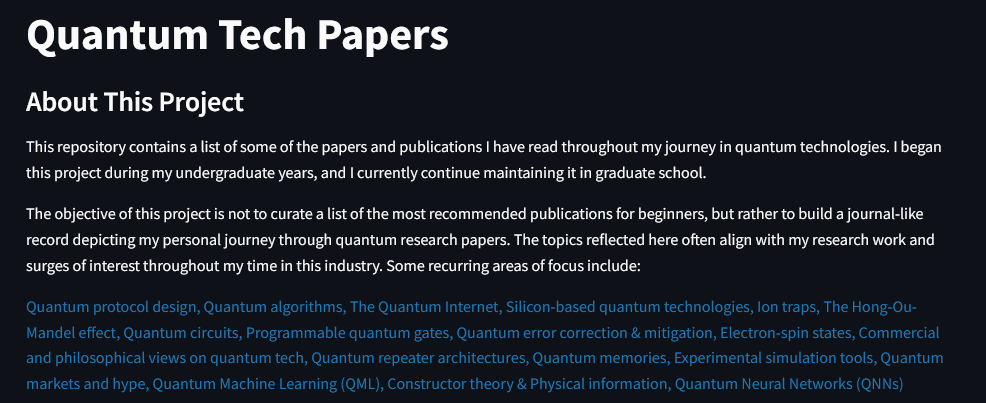 Quantum Tech Papers
About This Project
This repository contains a list of some of the papers and publications I have read throughout my journey in quantum technologies. I began
this project during my undergraduate years, and I currently continue maintaining it in graduate school.
The objective of this project is not to curate a list of the most recommended publications for beginners, but rather to build a journal-like
record depicting my personal journey through quantum research papers. The topics reflected here often align with my research work and
surges of interest throughout my time in this industry. Some recurring areas of focus include:
Quantum protocol design, Quantum algorithms, The Quantum Internet, Silicon-based quantum technologies, Ion traps, The Hong-Ou-
Mandel effect, Quantum circuits, Programmable quantum gates, Quantum error correction & mitigation, Electron-spin states, Commercial
and philosophical views on quantum tech, Quantum repeater architectures, Quantum memories, Experimental simulation tools, Quantum
markets and hype, Quantum Machine Learning (QML), Constructor theory & Physical information, Quantum Neural Networks (QNNs)